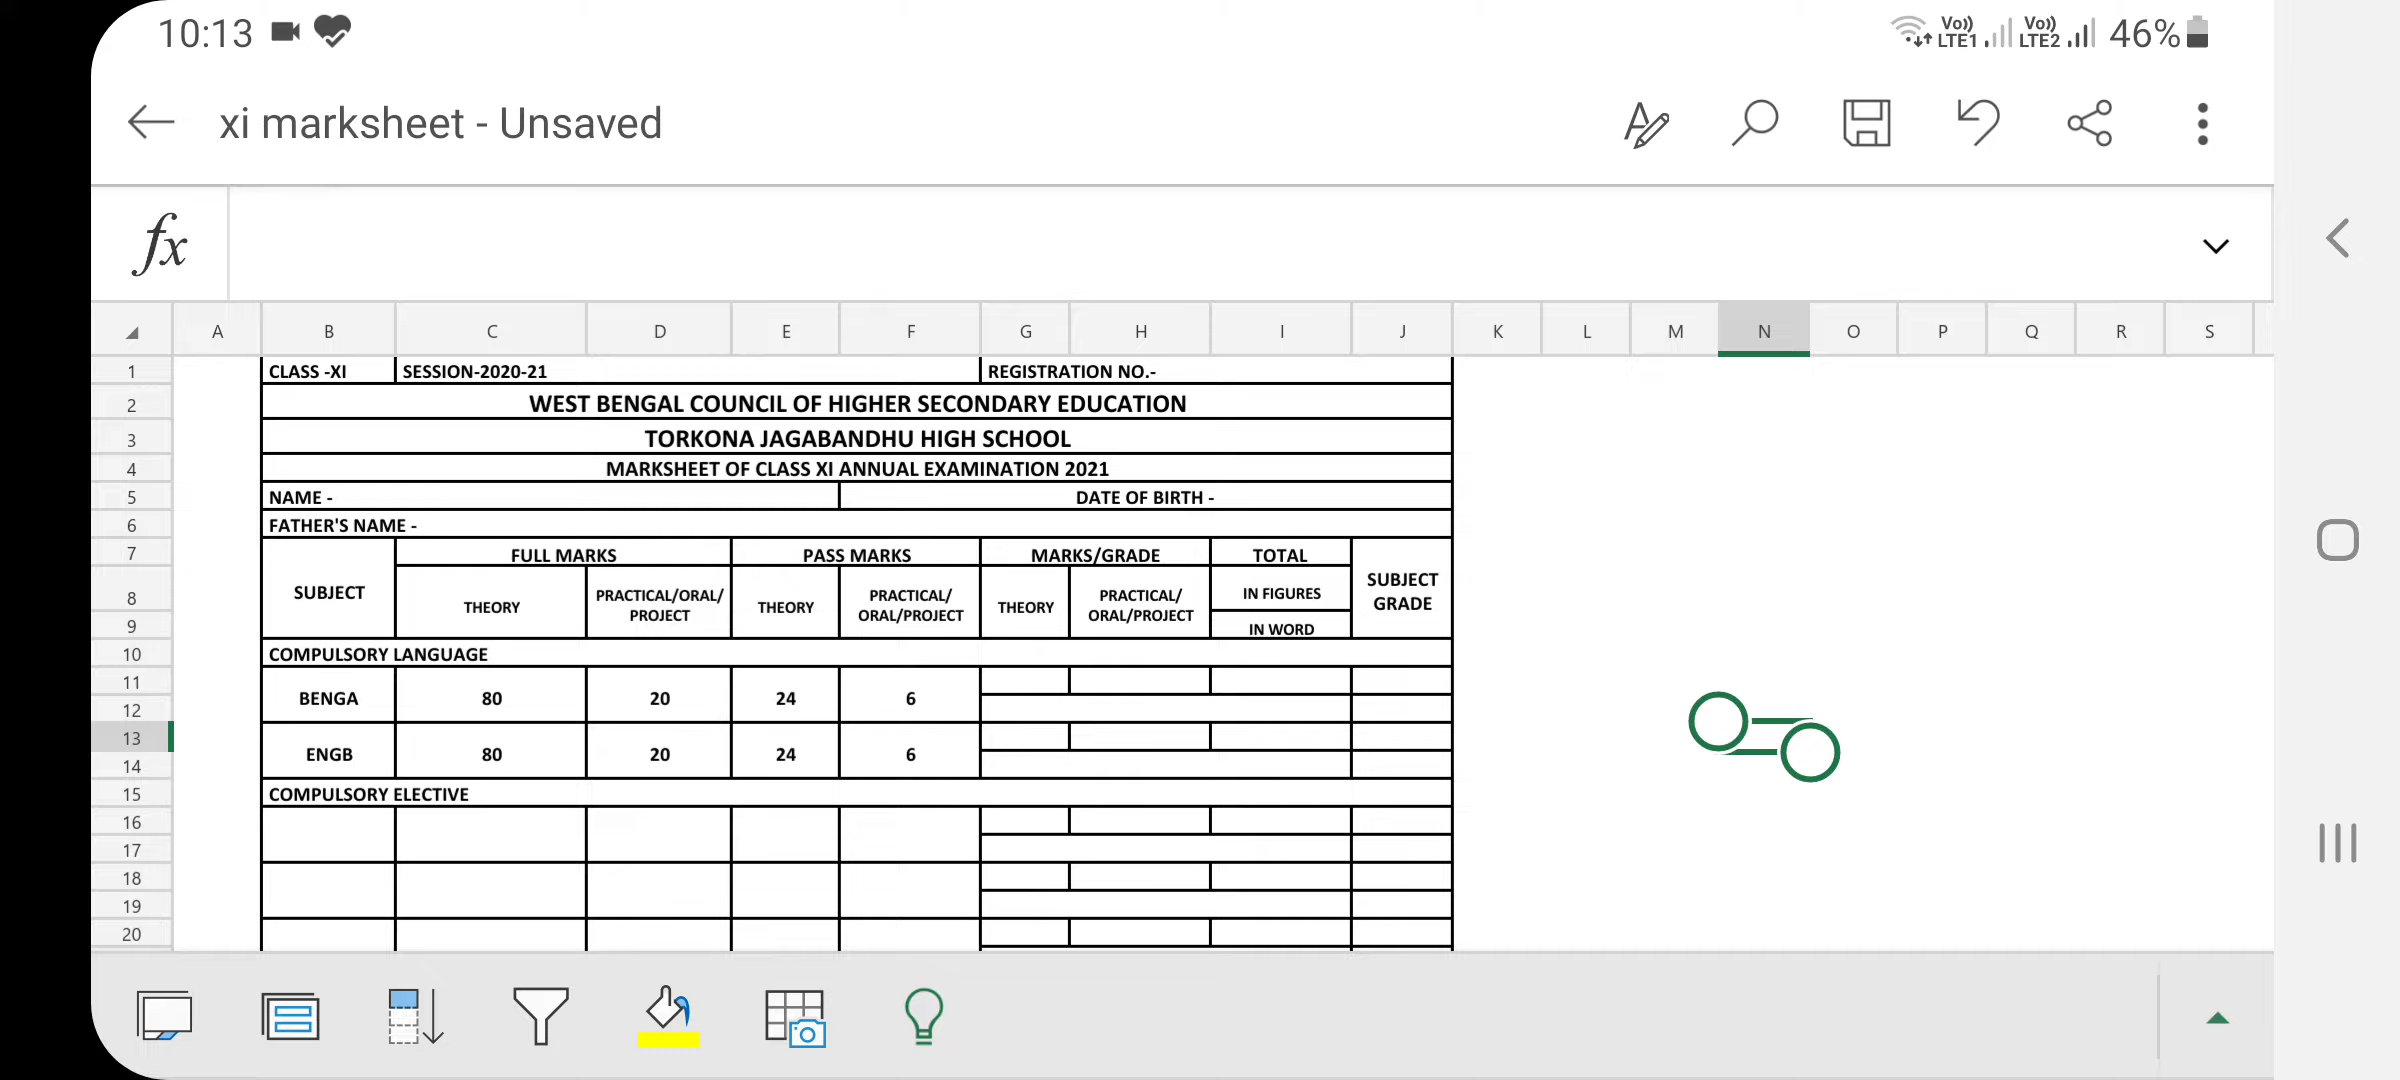 10:13 Vo)) LTE1 Vo)) LTE2 46%
xi marksheet - Unsaved
fx
A B C D E F G H I J K L M N O P Q R S
1 CLASS -XI SESSION-2020-21 REGISTRATION NO.-
2 WEST BENGAL COUNCIL OF HIGHER SECONDARY EDUCATION
3 TORKONA JAGABANDHU HIGH SCHOOL
4 MARKSHEET OF CLASS XI ANNUAL EXAMINATION 2021
5 NAME - DATE OF BIRTH -
6 FATHER'S NAME -
7 FULL MARKS PASS MARKS MARKS/GRADE TOTAL
SUBJECT SUBJECT GRADE
8 THEORY PRACTICAL/ORAL/ PROJECT THEORY PRACTICAL/ ORAL/PROJECT THEORY PRACTICAL/ ORAL/PROJECT IN FIGURES
9 IN WORD
10 COMPULSORY LANGUAGE
11
BENGA 80 20 24 6
12
13
ENGB 80 20 24 6
14
15 COMPULSORY ELECTIVE
16
17
18
19
20